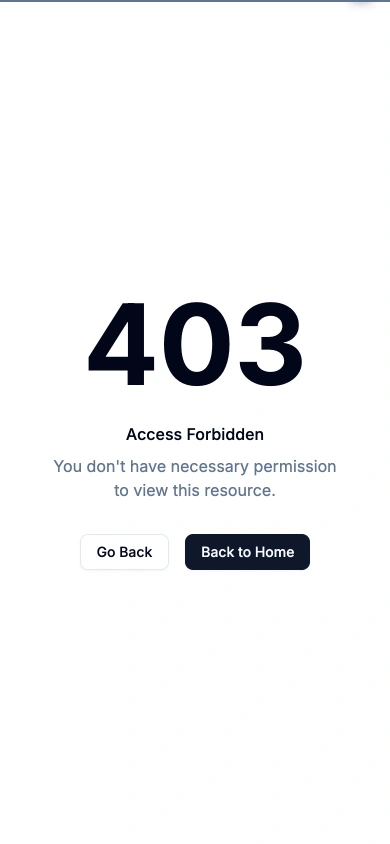 403
Access Forbidden
You don't have necessary permission
to view this resource.
Go Back
Back to Home